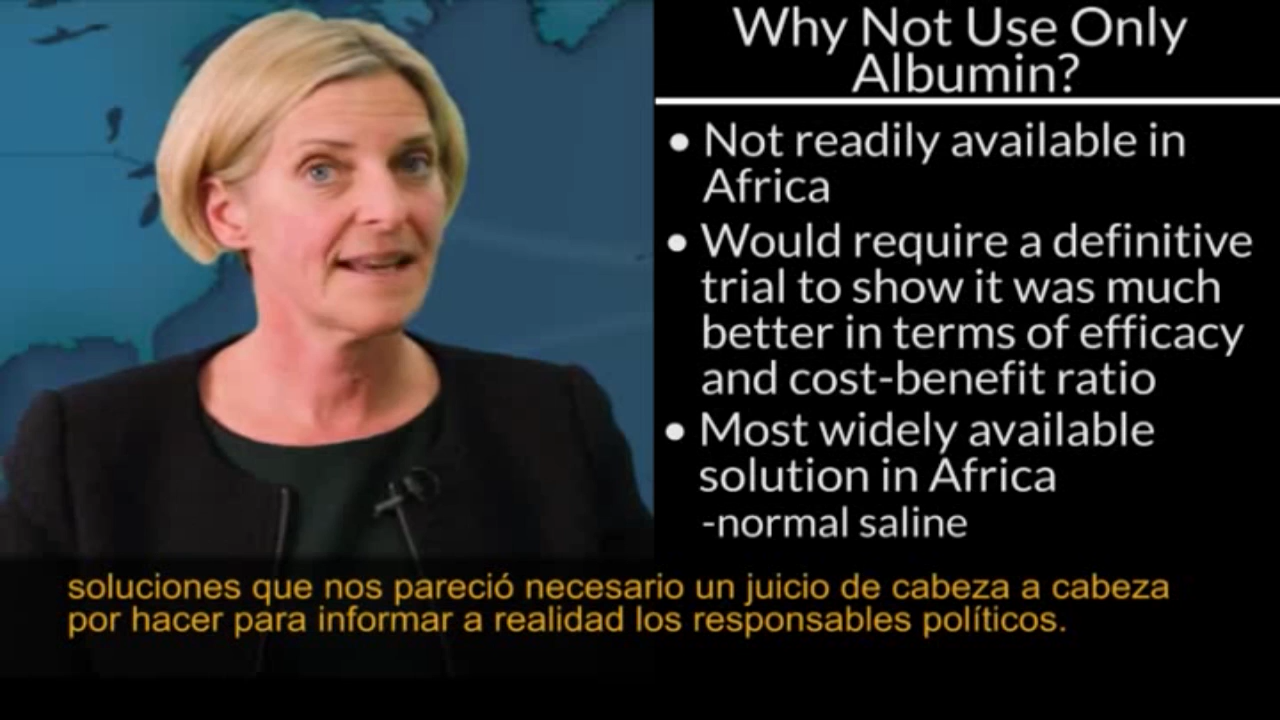 Why Not Use Only
Albumin?
• Not readily available in
Africa
• Would require a definitive
trial to show it was much
better in terms of efficacy
and cost-benefit ratio
• Most widely available
solution in Africa
-normal saline
soluciones que nos pareció necesario un juicio de cabeza a cabeza
por hacer para informar a realidad los responsables políticos.